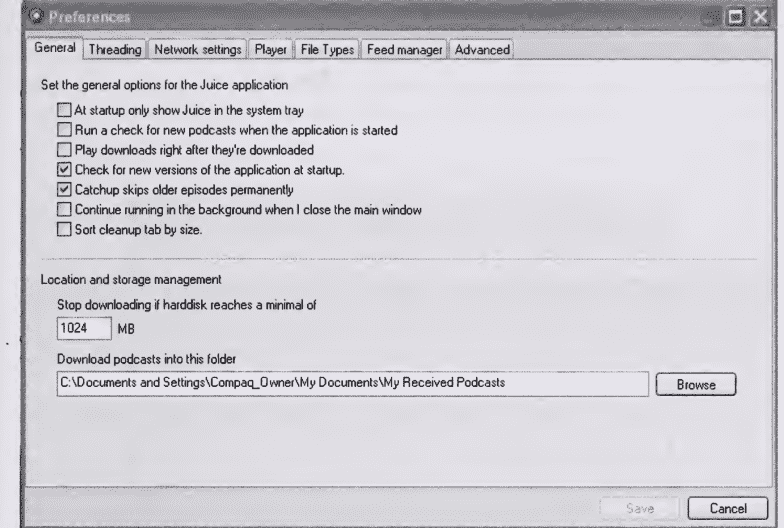 Preferences
General Threading Network settings Player File Types Feed manager Advanced
Set the general options for the Juice application
At startup only show Juice in the system tray
Run a check for new podcasts when the application is started
Play downloads right after they're downloaded
Check for new versions of the application at startup.
Catchup skips older episodes permanently
Continue running in the background when I close the main window
Sort cleanup tab by size.
Location and storage management
Stop downloading if harddisk reaches a minimal of
1024 MB
Download podcasts into this folder
C:\Documents and Settings\Compaq_Owner\My Documents\My Received Podcasts Browse
Save Cancel